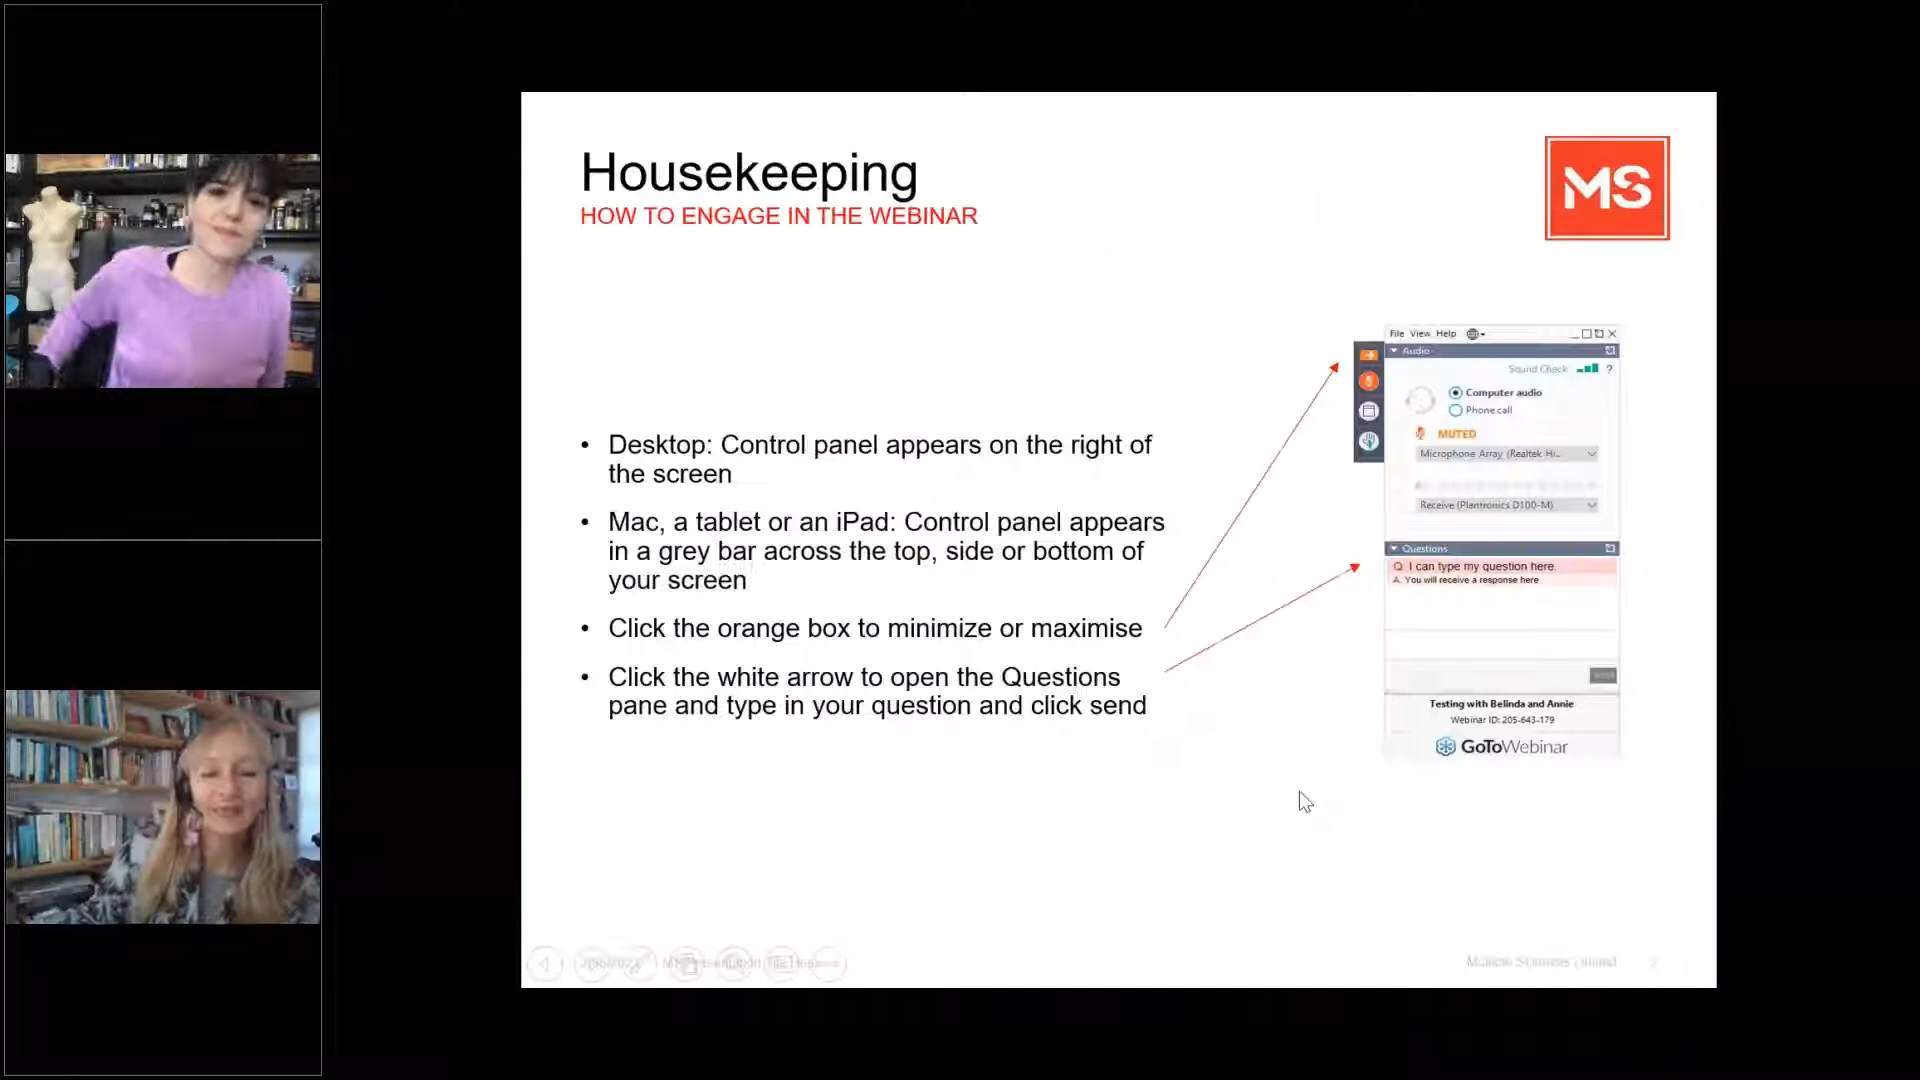 Housekeeping
HOW TO ENGAGE IN THE WEBINAR
MS
• Desktop: Control panel appears on the right of
the screen
• Mac, a tablet or an iPad: Control panel appears
in a grey bar across the top, side or bottom of
your screen
• Click the orange box to minimize or maximise
• Click the white arrow to open the Questions
pane and type in your question and click send
File View Help
Audio
Sound Check ?
Computer audio
Phone call
MUTED
Microphone Array (Realtek Hi...
Receive (Plantronics D100-M)
Questions
Q I can type my question here.
A You will receive a response here
Testing with Belinda and Annie
Webinar ID: 205-643-179
GoToWebinar